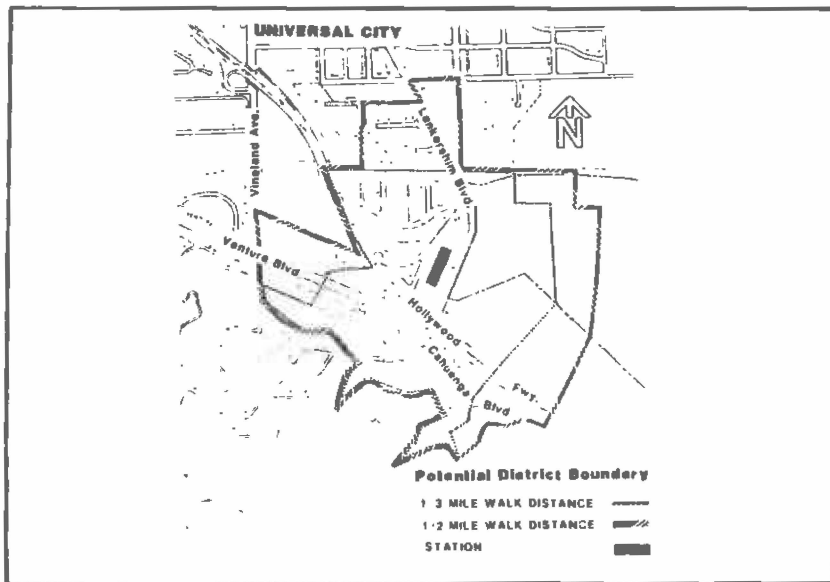 UNIVERSAL CITY
Vineland Ave.
Lankershim Blvd
N
Ventura Blvd
Hollywood Fwy.
Cahuenga Blvd
Potential District Boundary
1/3 MILE WALK DISTANCE
1/2 MILE WALK DISTANCE
STATION